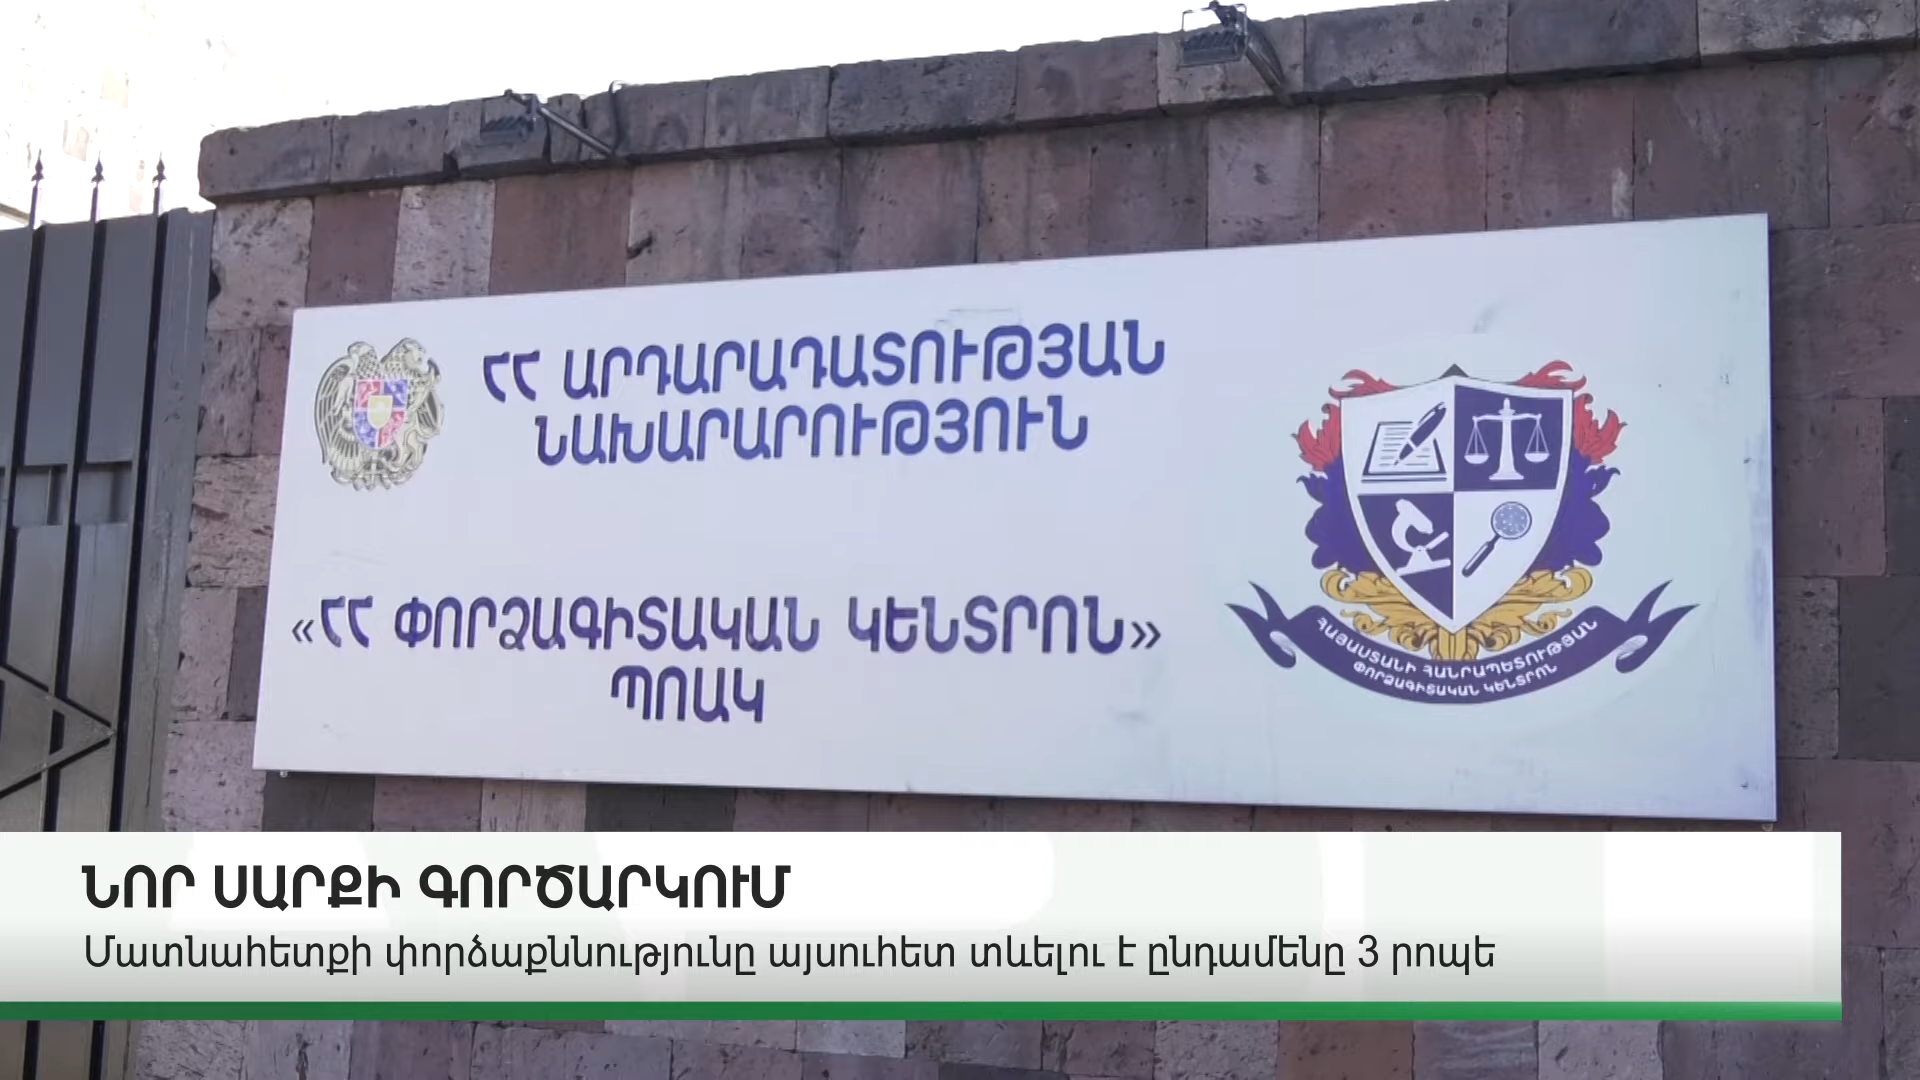 ՀՀ ԱՐԴԱՐԱԴԱՏՈՒԹՅԱՆ
ՆԱԽԱՐԱՐՈՒԹՅՈՒՆ
«ՀՀ ՓՈՐՁԱԳԻՏԱԿԱՆ ԿԵՆՏՐՈՆ»
ՊՈԱԿ
ՀԱՅԱՍՏԱՆԻ ՀԱՆՐԱՊԵՏՈՒԹՅԱՆ
ՓՈՐՁԱԳԻՏԱԿԱՆ ԿԵՆՏՐՈՆ
ՆՈՐ ՍԱՐՔԻ ԳՈՐԾԱՐԿՈՒՄ
Մատնահետքի փորձաքննությունը այսուհետ տևելու է ընդամենը 3 րոպե